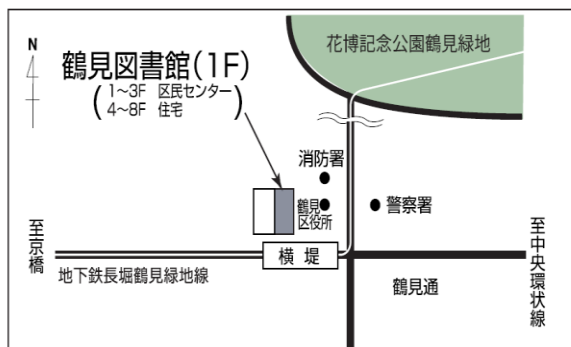 N
花博記念公園鶴見緑地
鶴見図書館(1F)
(1~3F 区民センター
4~8F 住宅)
消防署
鶴見
区役所
警察署
至京橋
横堤
至中央環状線
地下鉄長堀鶴見緑地線
鶴見通